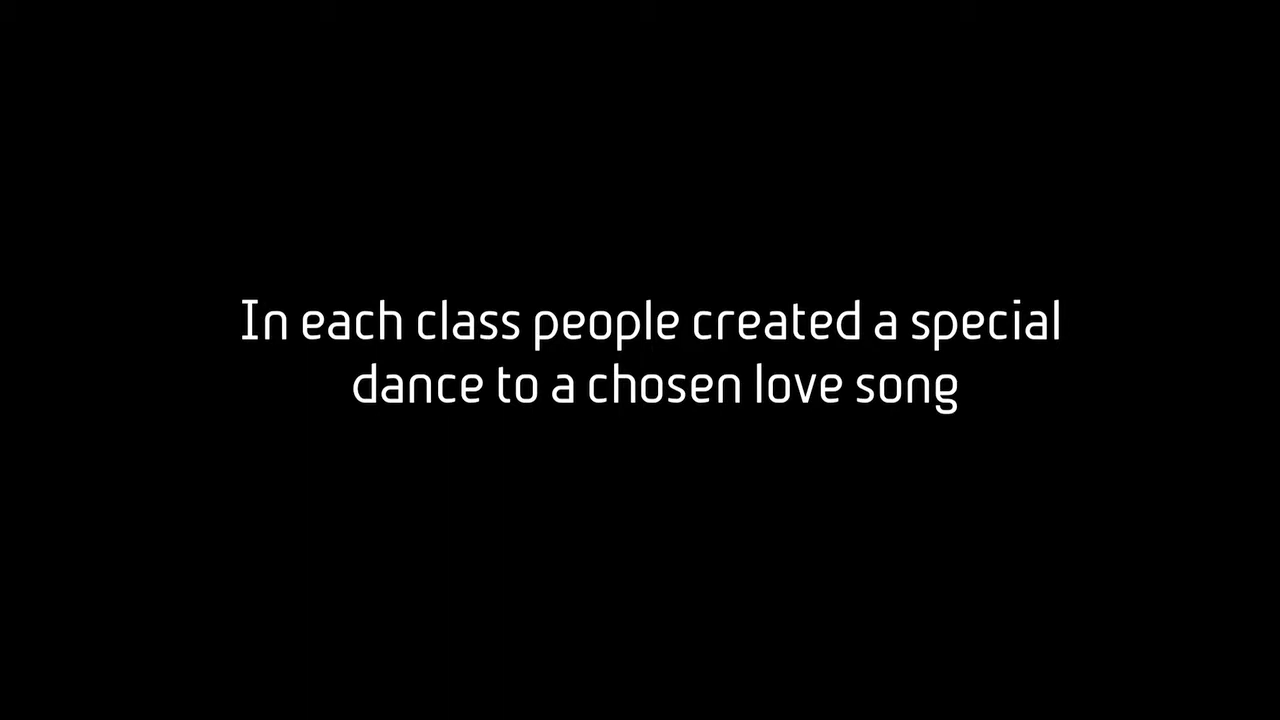 In each class people created a special
dance to a chosen love song